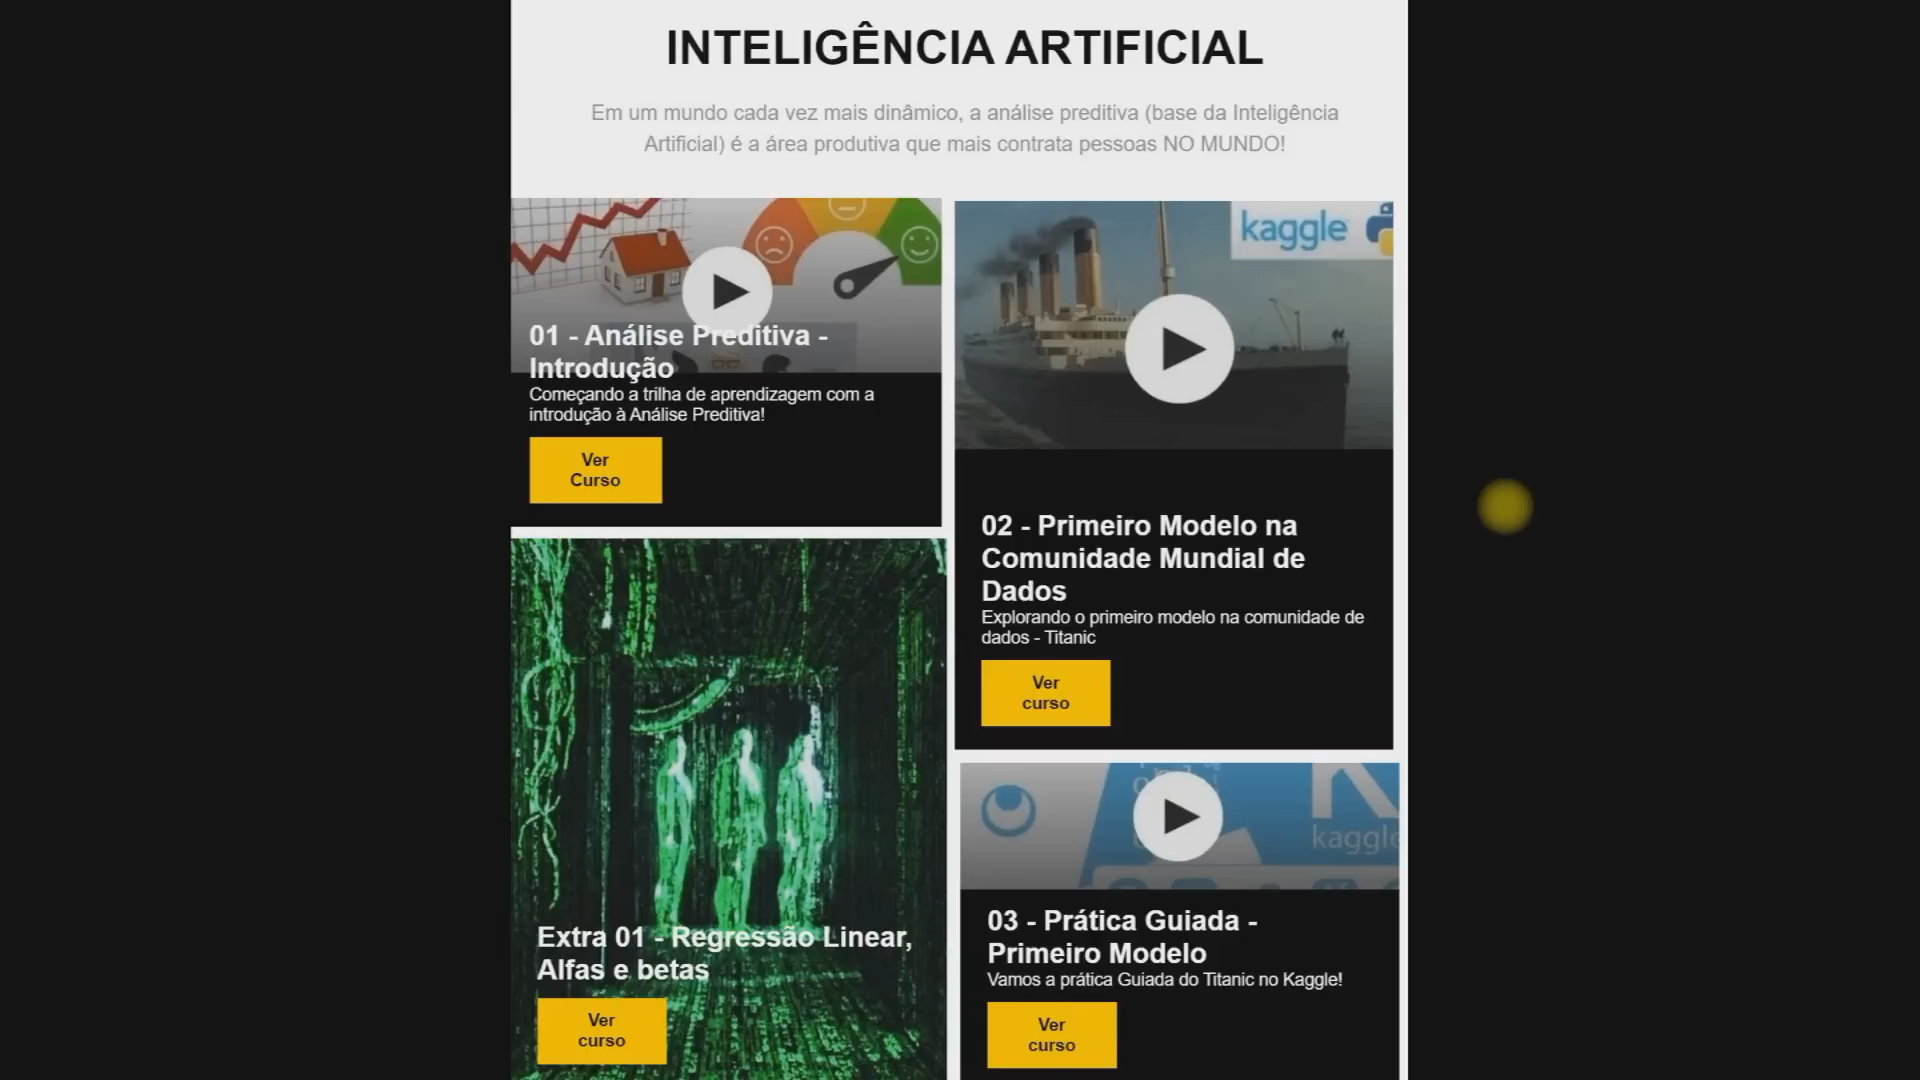 INTELIGÊNCIA ARTIFICIAL
Em um mundo cada vez mais dinâmico, a análise preditiva (base da Inteligência
Artificial) é a área produtiva que mais contrata pessoas NO MUNDO!
01 - Análise Preditiva -
Introdução
Começando a trilha de aprendizagem com a
introdução à Análise Preditiva!
Ver
Curso
kaggle
02 - Primeiro Modelo na
Comunidade Mundial de
Dados
Explorando o primeiro modelo na comunidade de
dados - Titanic
Ver
curso
Extra 01 - Regressão Linear,
Alfas e betas
Ver
curso
kaggle
03 - Prática Guiada -
Primeiro Modelo
Vamos a prática Guiada do Titanic no Kaggle!
Ver
curso